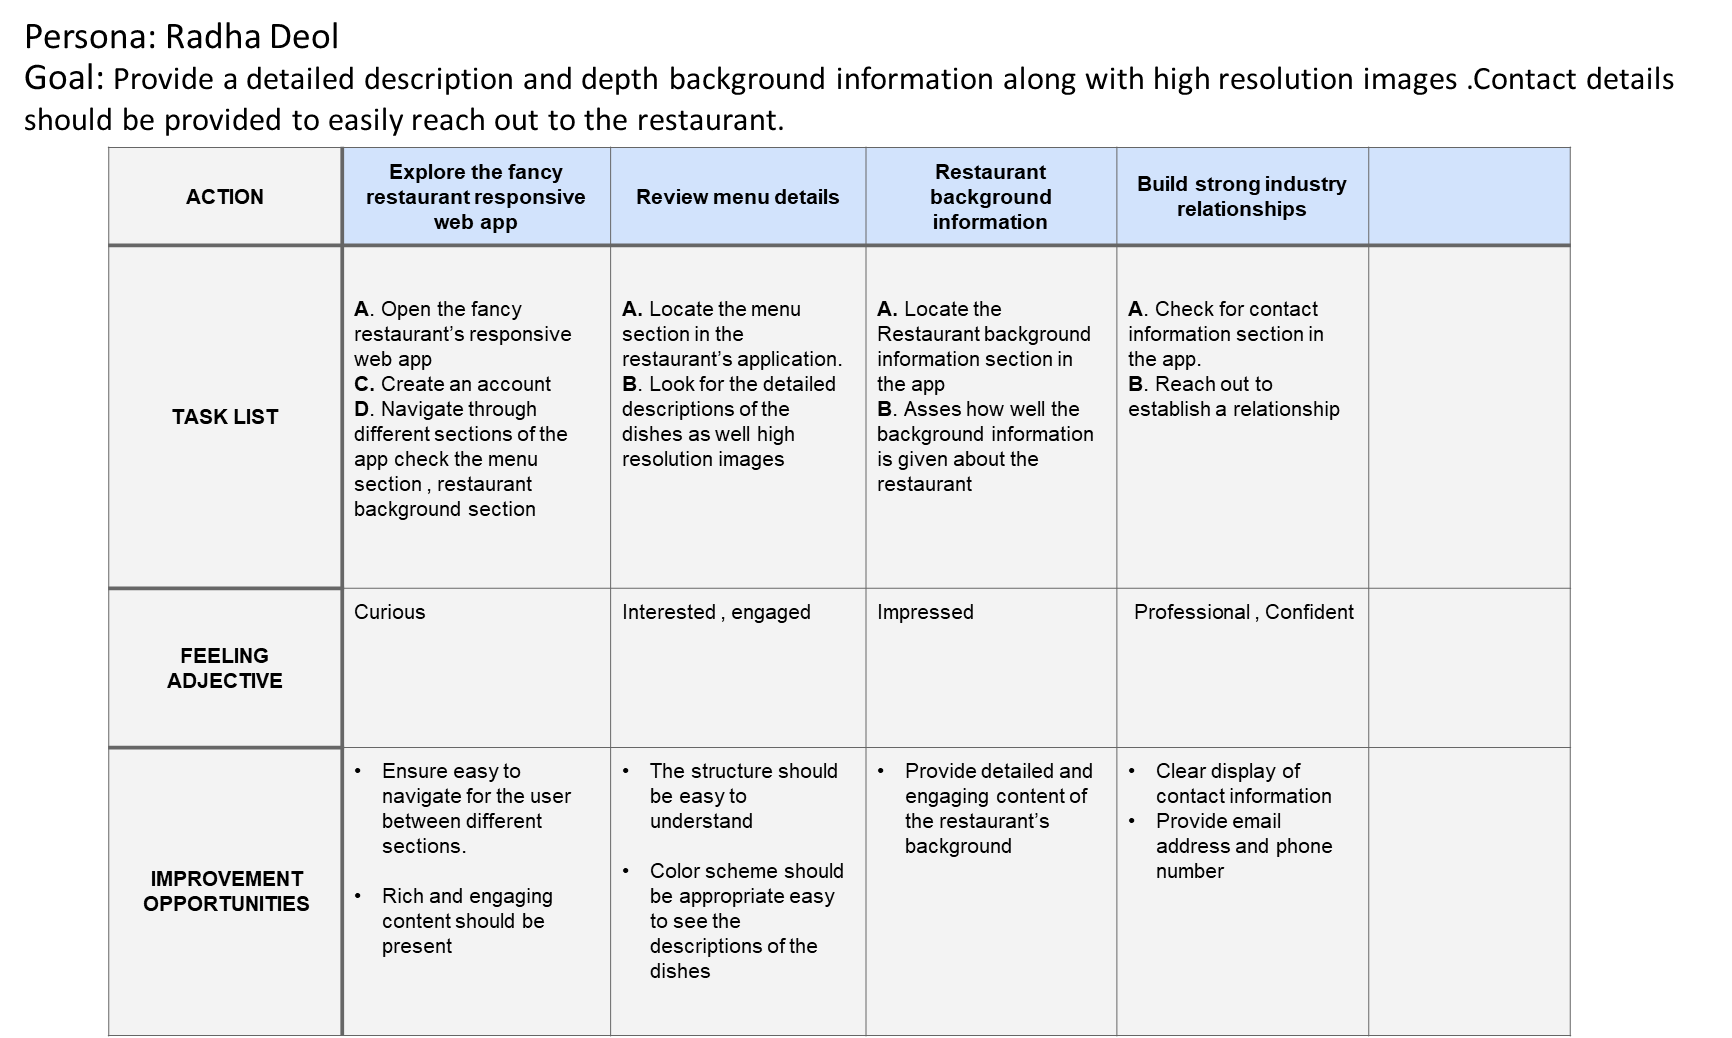 Persona: Radha Deol
Goal: Provide a detailed description and depth background information along with high resolution images .Contact details
should be provided to easily reach out to the restaurant.
ACTION
Explore the fancy
restaurant responsive
web app
Review menu details
Restaurant
background
information
Build strong industry
relationships
TASK LIST
A. Open the fancy
restaurant’s responsive
web app
C. Create an account
D. Navigate through
different sections of the
app check the menu
section , restaurant
background section
A. Locate the menu
section in the
restaurant’s application.
B. Look for the detailed
descriptions of the
dishes as well high
resolution images
A. Locate the
Restaurant background
information section in
the app
B. Asses how well the
background information
is given about the
restaurant
A. Check for contact
information section in
the app.
B. Reach out to
establish a relationship
FEELING
ADJECTIVE
Curious
Interested , engaged
Impressed
Professional , Confident
IMPROVEMENT
OPPORTUNITIES
• Ensure easy to
navigate for the user
between different
sections.
• Rich and engaging
content should be
present
• The structure should
be easy to
understand
• Color scheme should
be appropriate easy
to see the
descriptions of the
dishes
• Provide detailed and
engaging content of
the restaurant’s
background
• Clear display of
contact information
• Provide email
address and phone
number